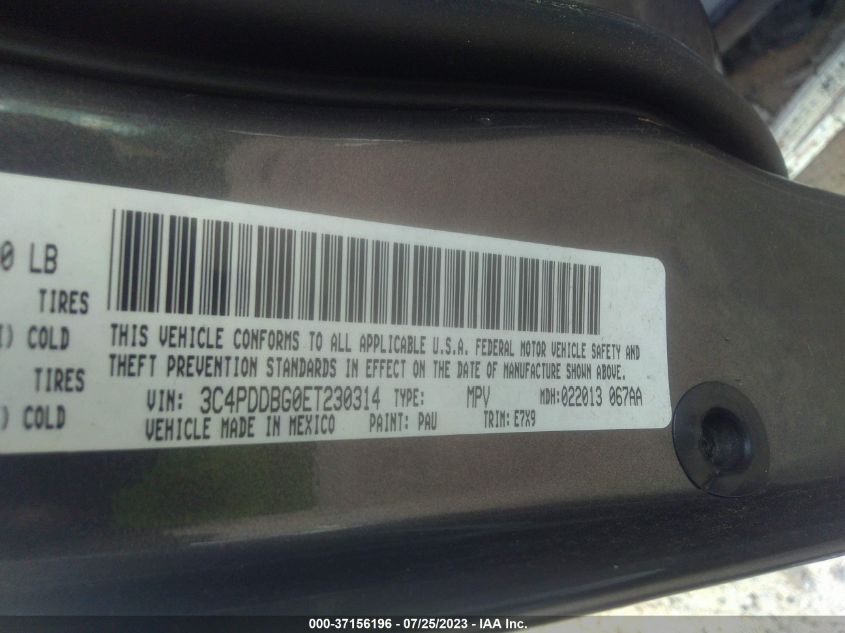 0 LB
TIRES
) COLD
TIRES
) COLD
THIS VEHICLE CONFORMS TO ALL APPLICABLE U.S.A. FEDERAL MOTOR VEHICLE SAFETY AND
THEFT PREVENTION STANDARDS IN EFFECT ON THE DATE OF MANUFACTURE SHOWN ABOVE.
VIN: 3C4PDDBG0ET230314 TYPE: MPV MDH:022013 067AA
VEHICLE MADE IN MEXICO PAINT: PAU TRIM: E7X9
000-37156196 - 07/25/2023 - IAAI.COM